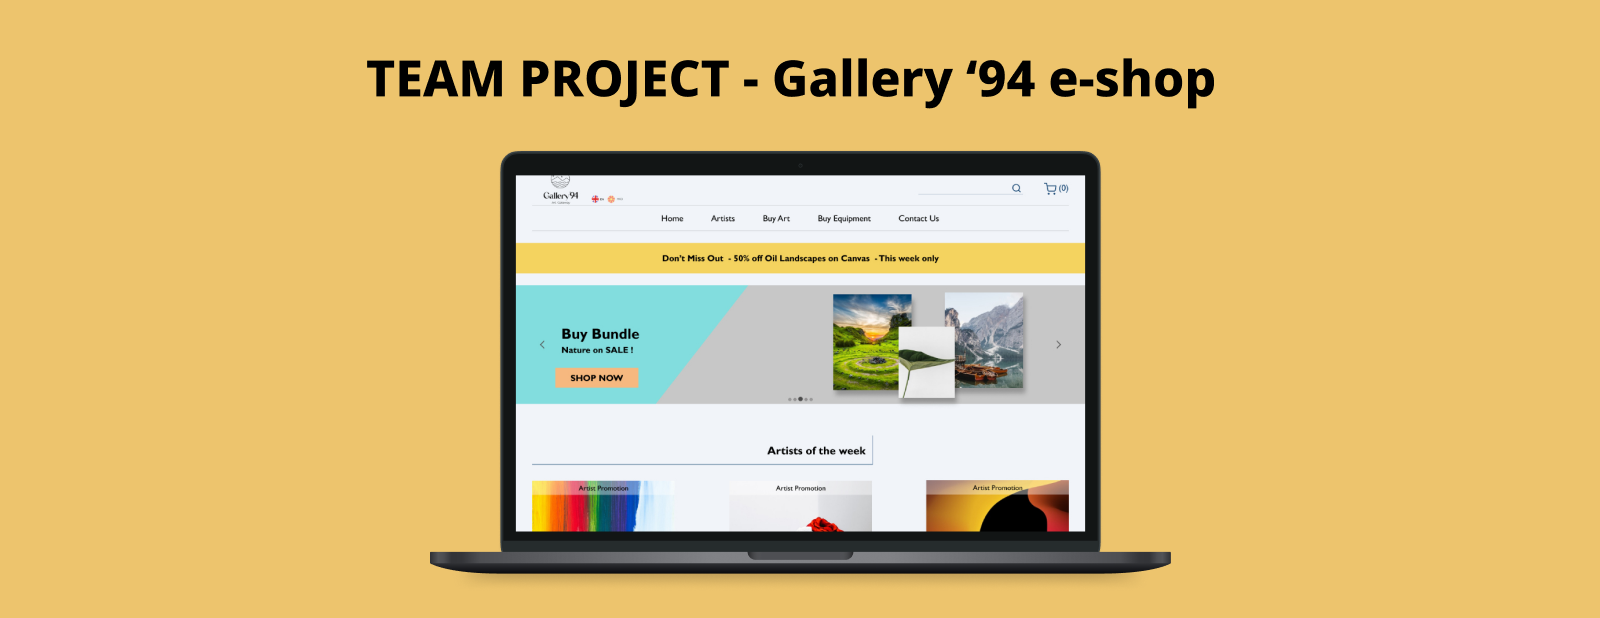 TEAM PROJECT - Gallery ‘94 e-shop
Gallery 94
(0)
Home Artists Buy Art Buy Equipment Contact Us
Don't Miss Out - 50% off Oil Landscapes on Canvas - This week only
Buy Bundle
Nature on SALE !
SHOP NOW
Artists of the week
Artist Promotion Artist Promotion Artist Promotion